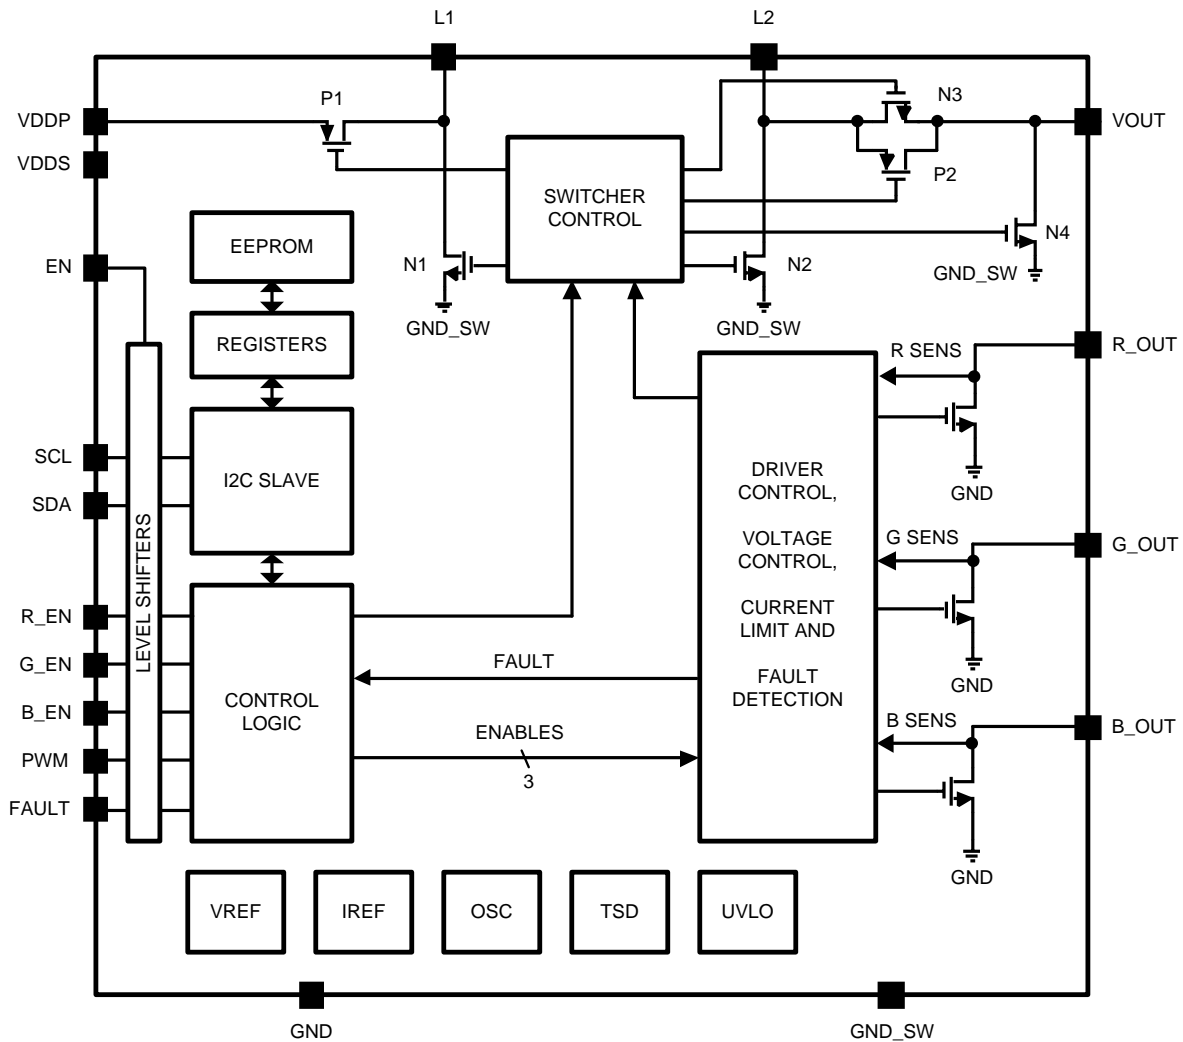 L1
L2
P1
N3
VDDP
VOUT
VDDS
P2
SWITCHER
CONTROL
EEPROM
N4
EN
N1
N2
GND_SW
GND_SW
GND_SW
REGISTERS
R SENS
R_OUT
SCL
I2C SLAVE
DRIVER
CONTROL,
VOLTAGE
CONTROL,
CURRENT
LIMIT AND
FAULT
DETECTION
GND
SDA
LEVEL SHIFTERS
G SENS
G_OUT
R_EN
G_EN
B_EN
PWM
FAULT
CONTROL
LOGIC
FAULT
ENABLES
3
GND
B SENS
B_OUT
GND
VREF
IREF
OSC
TSD
UVLO
GND
GND_SW